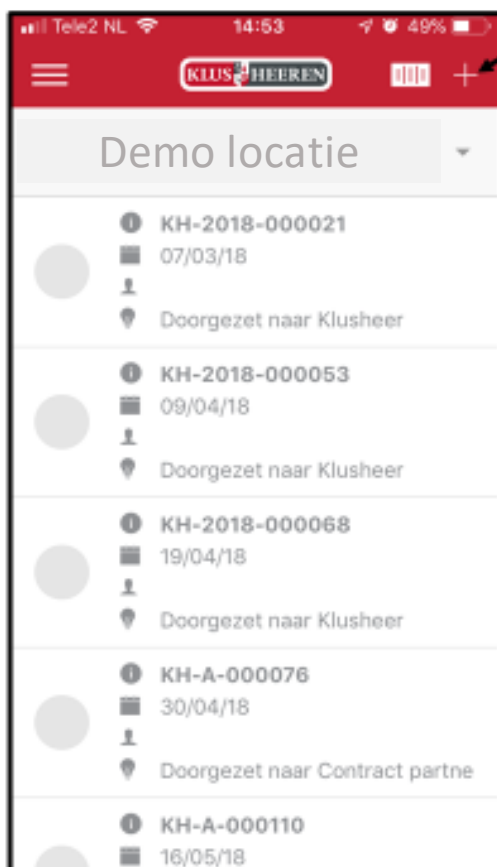 Tele2 NL 14:53 49%
KLUS HEEREN
Demo locatie
KH-2018-000021
07/03/18
Doorgezet naar Klusheer
KH-2018-000053
09/04/18
Doorgezet naar Klusheer
KH-2018-000068
19/04/18
Doorgezet naar Klusheer
KH-A-000076
30/04/18
Doorgezet naar Contract partne
KH-A-000110
16/05/18